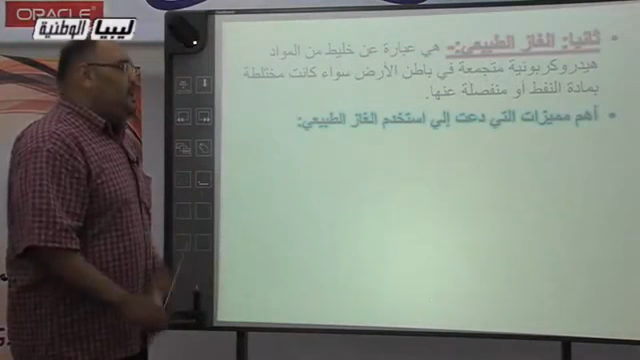 ORACLE
ليبيا الوطنية
ثانيا: الغاز الطبيعي:- هي عبارة عن خليط من المواد
هيدروكربونية متجمعة في باطن الأرض سواء كانت مختلطة
بمادة النفط أو منفصلة عنها.
أهم مميزات التي دعت إلي استخدم الغاز الطبيعي: